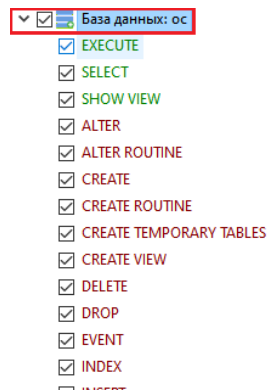 База данных: ос
EXECUTE
SELECT
SHOW VIEW
ALTER
ALTER ROUTINE
CREATE
CREATE ROUTINE
CREATE TEMPORARY TABLES
CREATE VIEW
DELETE
DROP
EVENT
INDEX
INSERT